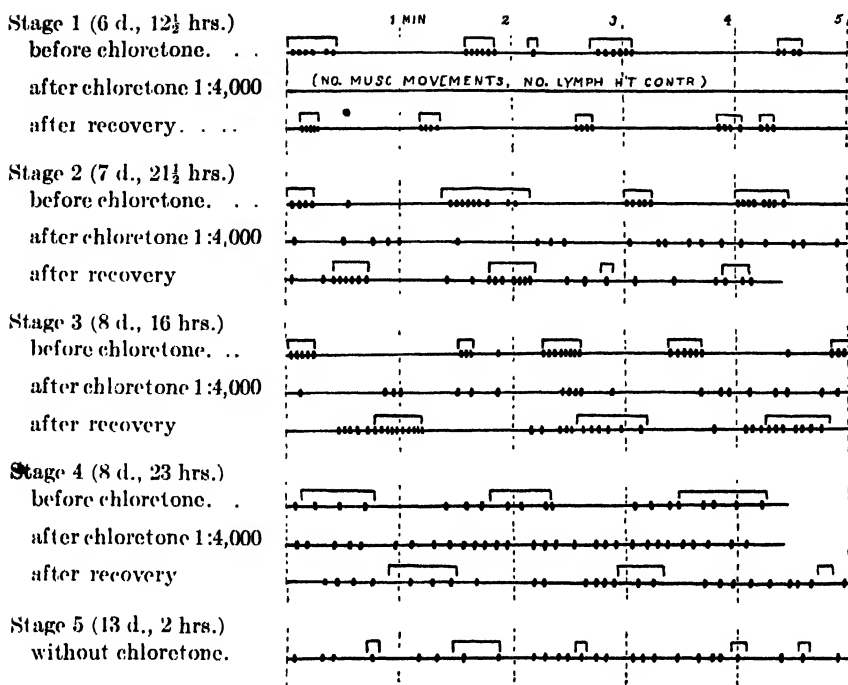 1 MIN 2 3 4 5
Stage 1 (6 d., 12½ hrs.)
before chloretone. . .
after chloretone 1:4,000 (NO. MUSC MOVEMENTS, NO. LYMPH H'T CONTR)
after recovery. . . .
Stage 2 (7 d., 21½ hrs.)
before chloretone. . .
after chloretone 1:4,000
after recovery
Stage 3 (8 d., 16 hrs.)
before chloretone. . .
after chloretone 1:4,000
after recovery
Stage 4 (8 d., 23 hrs.)
before chloretone. .
after chloretone 1:4,000
after recovery
Stage 5 (13 d., 2 hrs.)
without chloretone.